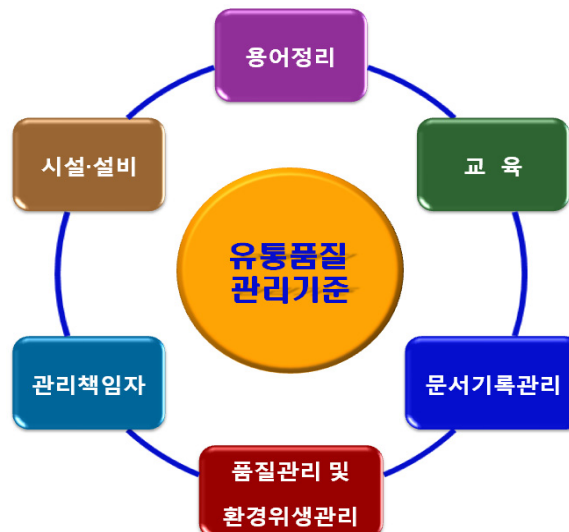 용어정리
시설·설비
교 육
유통품질
관리기준
관리책임자
문서기록관리
품질관리 및
환경위생관리